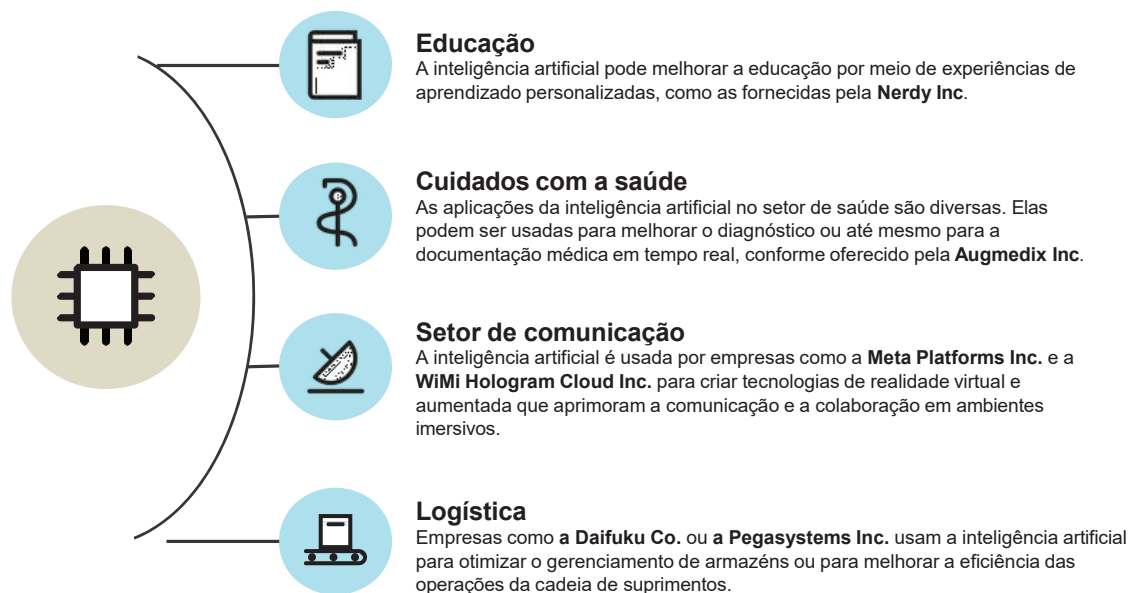 Educação
A inteligência artificial pode melhorar a educação por meio de experiências de
aprendizado personalizadas, como as fornecidas pela Nerdy Inc.
Cuidados com a saúde
As aplicações da inteligência artificial no setor de saúde são diversas. Elas
podem ser usadas para melhorar o diagnóstico ou até mesmo para a
documentação médica em tempo real, conforme oferecido pela Augmedix Inc.
Setor de comunicação
A inteligência artificial é usada por empresas como a Meta Platforms Inc. e a
WiMi Hologram Cloud Inc. para criar tecnologias de realidade virtual e
aumentada que aprimoram a comunicação e a colaboração em ambientes
imersivos.
Logística
Empresas como a Daifuku Co. ou a Pegasystems Inc. usam a inteligência artificial
para otimizar o gerenciamento de armazéns ou para melhorar a eficiência das
operações da cadeia de suprimentos.